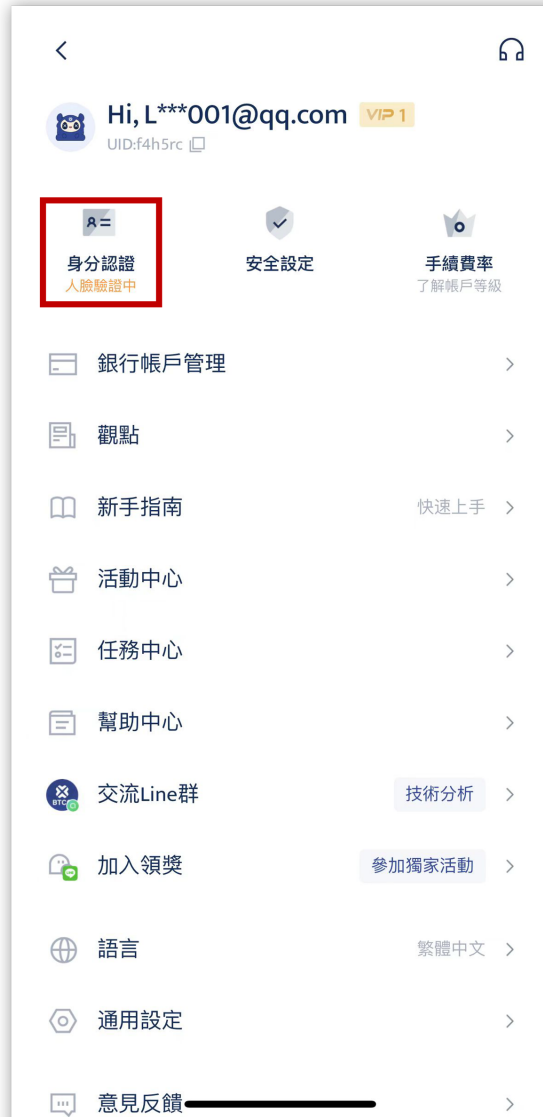 Hi, L***001@qq.com VIP 1
UID:f4h5rc
身分認證 安全設定 手續費率
人臉驗證中 了解帳戶等級
銀行帳戶管理
觀點
新手指南 快速上手
活動中心
任務中心
幫助中心
BTC
交流Line群 技術分析
加入領獎 參加獨家活動
語言 繁體中文
通用設定
意見反饋